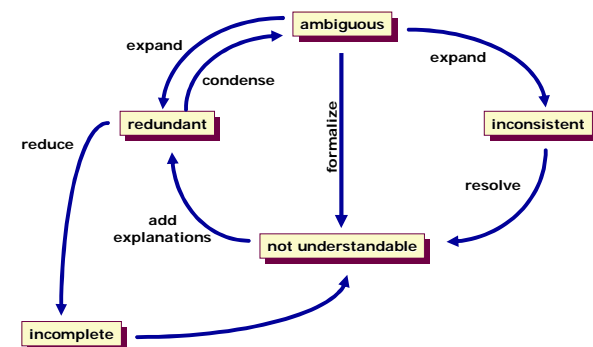 ambiguous
expand
expand
condense
redundant
inconsistent
formalize
reduce
resolve
add
explanations
not understandable
incomplete